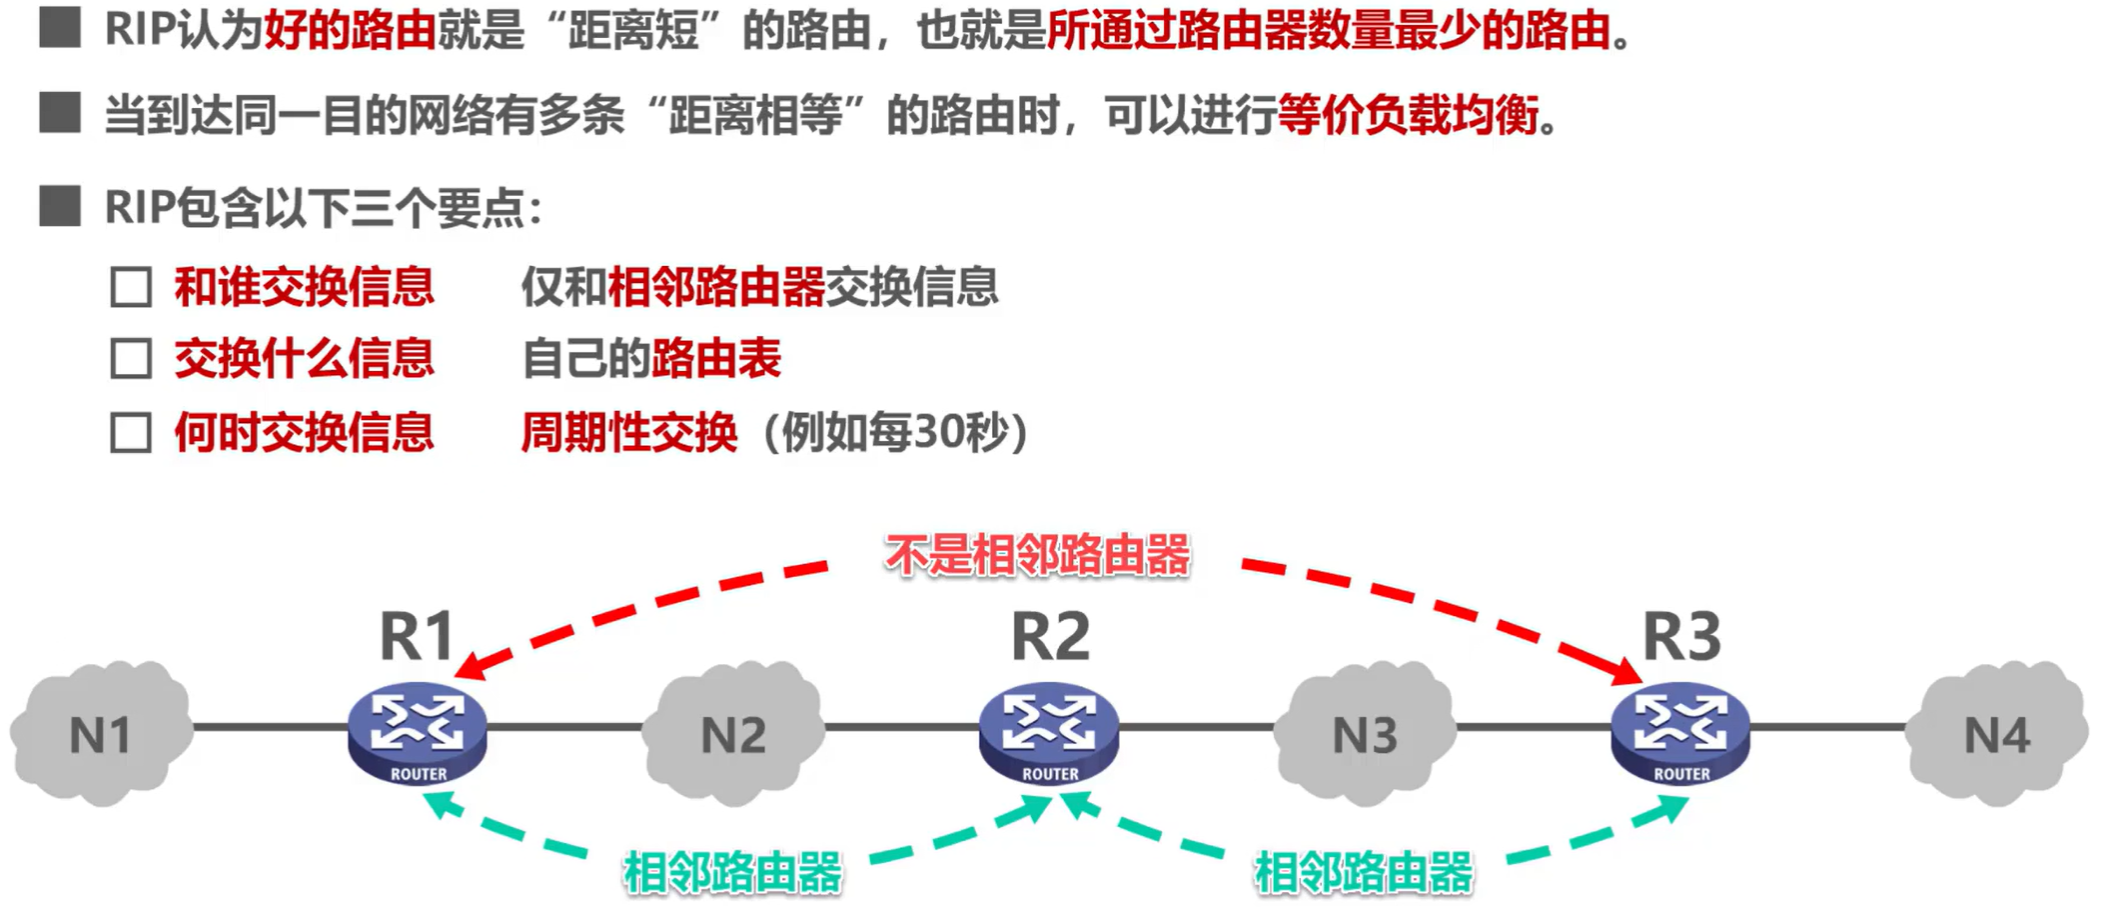 RIP认为好的路由就是“距离短”的路由，也就是所通过路由器数量最少的路由。
当到达同一目的网络有多条“距离相等”的路由时，可以进行等价负载均衡。
RIP包含以下三个要点：
和谁交换信息 仅和相邻路由器交换信息
交换什么信息 自己的路由表
何时交换信息 周期性交换（例如每30秒）
不是相邻路由器
R1 R2 R3
N1 N2 N3 N4
ROUTER ROUTER ROUTER
相邻路由器 相邻路由器